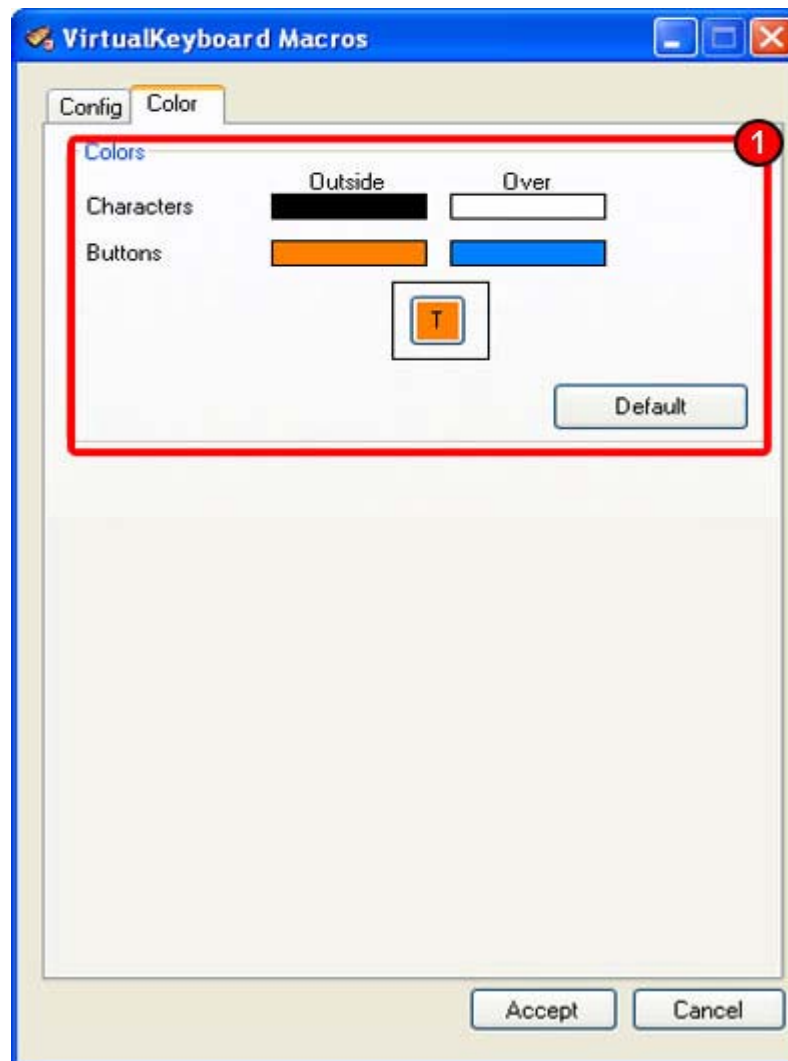 VirtualKeyboard Macros
Config Color
Colors
1
Outside Over
Characters
Buttons
T
Default
Accept Cancel